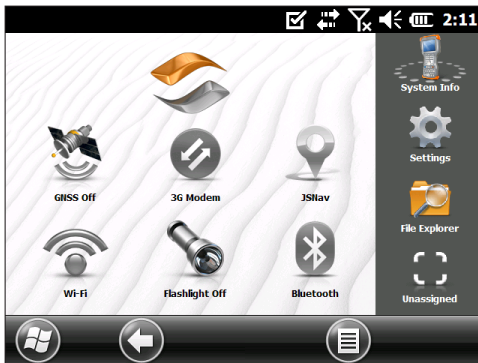 2:11
System Info
GNSS Off
3G Modem
JSNav
Settings
Wi-Fi
Flashlight Off
Bluetooth
File Explorer
Unassigned